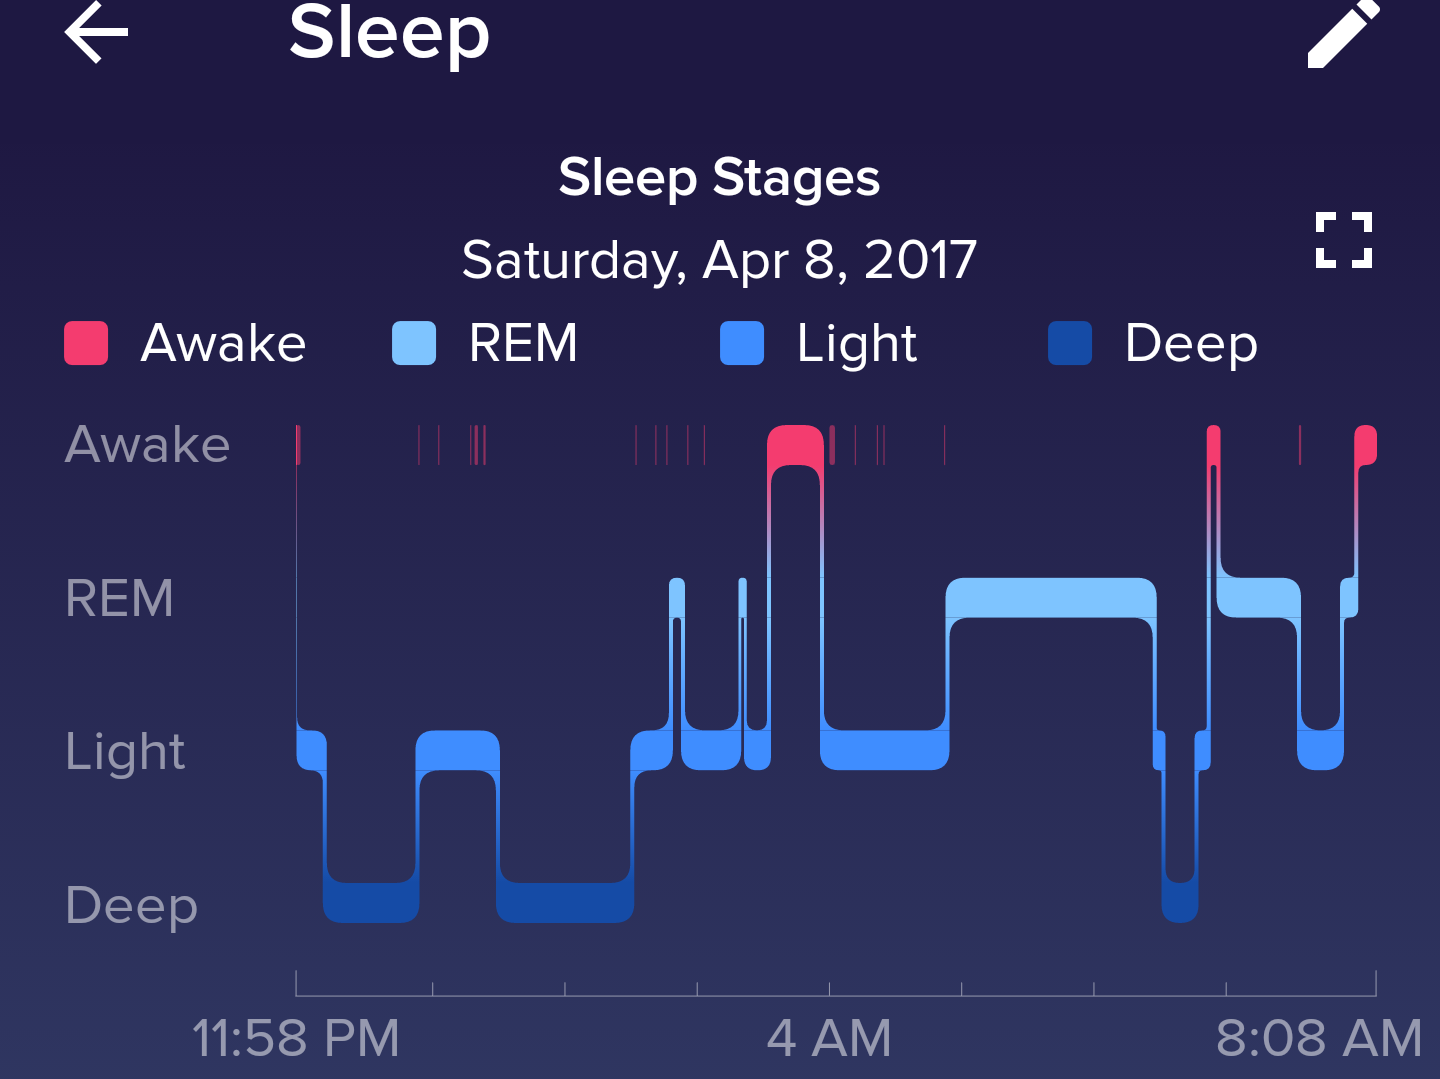 Sleep
Sleep Stages
Saturday, Apr 8, 2017
Awake REM Light Deep
Awake
REM
Light
Deep
11:58 PM 4 AM 8:08 AM